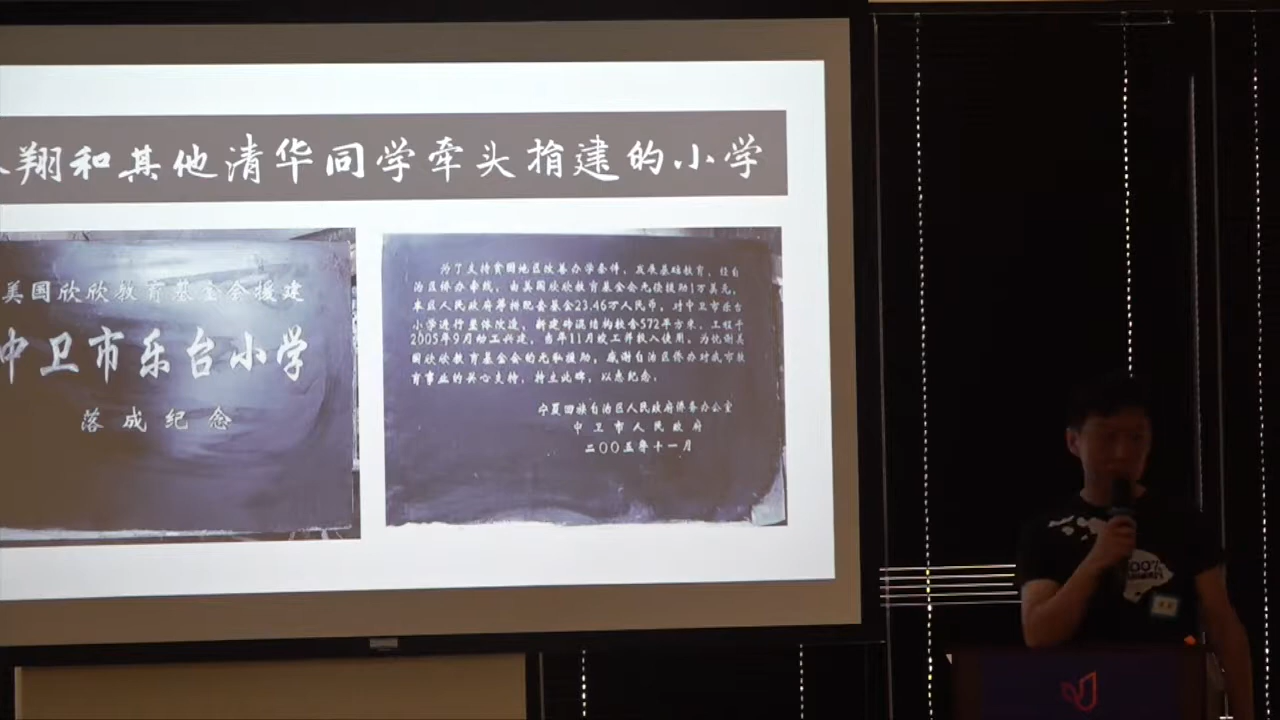 翔和其他清华同学牵头捐建的小学
美国欣欣教育基金会援建
中卫市乐台小学
落成纪念
为了支持贫困地区改善办学条件，发展基础教育，经自
治区侨办牵线，由美国欣欣教育基金会无偿援助1万美元，
本区人民政府等措配套基金23.46万人民币，对中卫市乐台
小学进行整体改造，新建砖混结构校舍572平方米，工程于
2005年9月动工兴建，当年11月竣工并投入使用。为忱谢美
国欣欣教育基金会的无私援助，感谢自治区侨办对我市教
育事业的关心支持，特立此碑，以志纪念。
宁夏回族自治区人民政府侨务办公室
中卫市人民政府
二〇〇五年十一月
100%